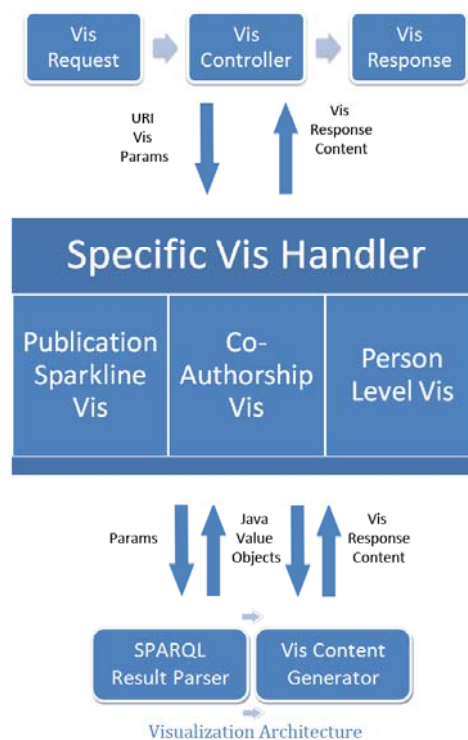 Vis
Request
Vis
Controller
Vis
Response
URI
Vis
Params
Vis
Response
Content
Specific Vis Handler
Publication
Sparkline
Vis
Co-
Authorship
Vis
Person
Level Vis
Params
Java
Value
Objects
Vis
Response
Content
SPARQL
Result Parser
Vis Content
Generator
Visualization Architecture